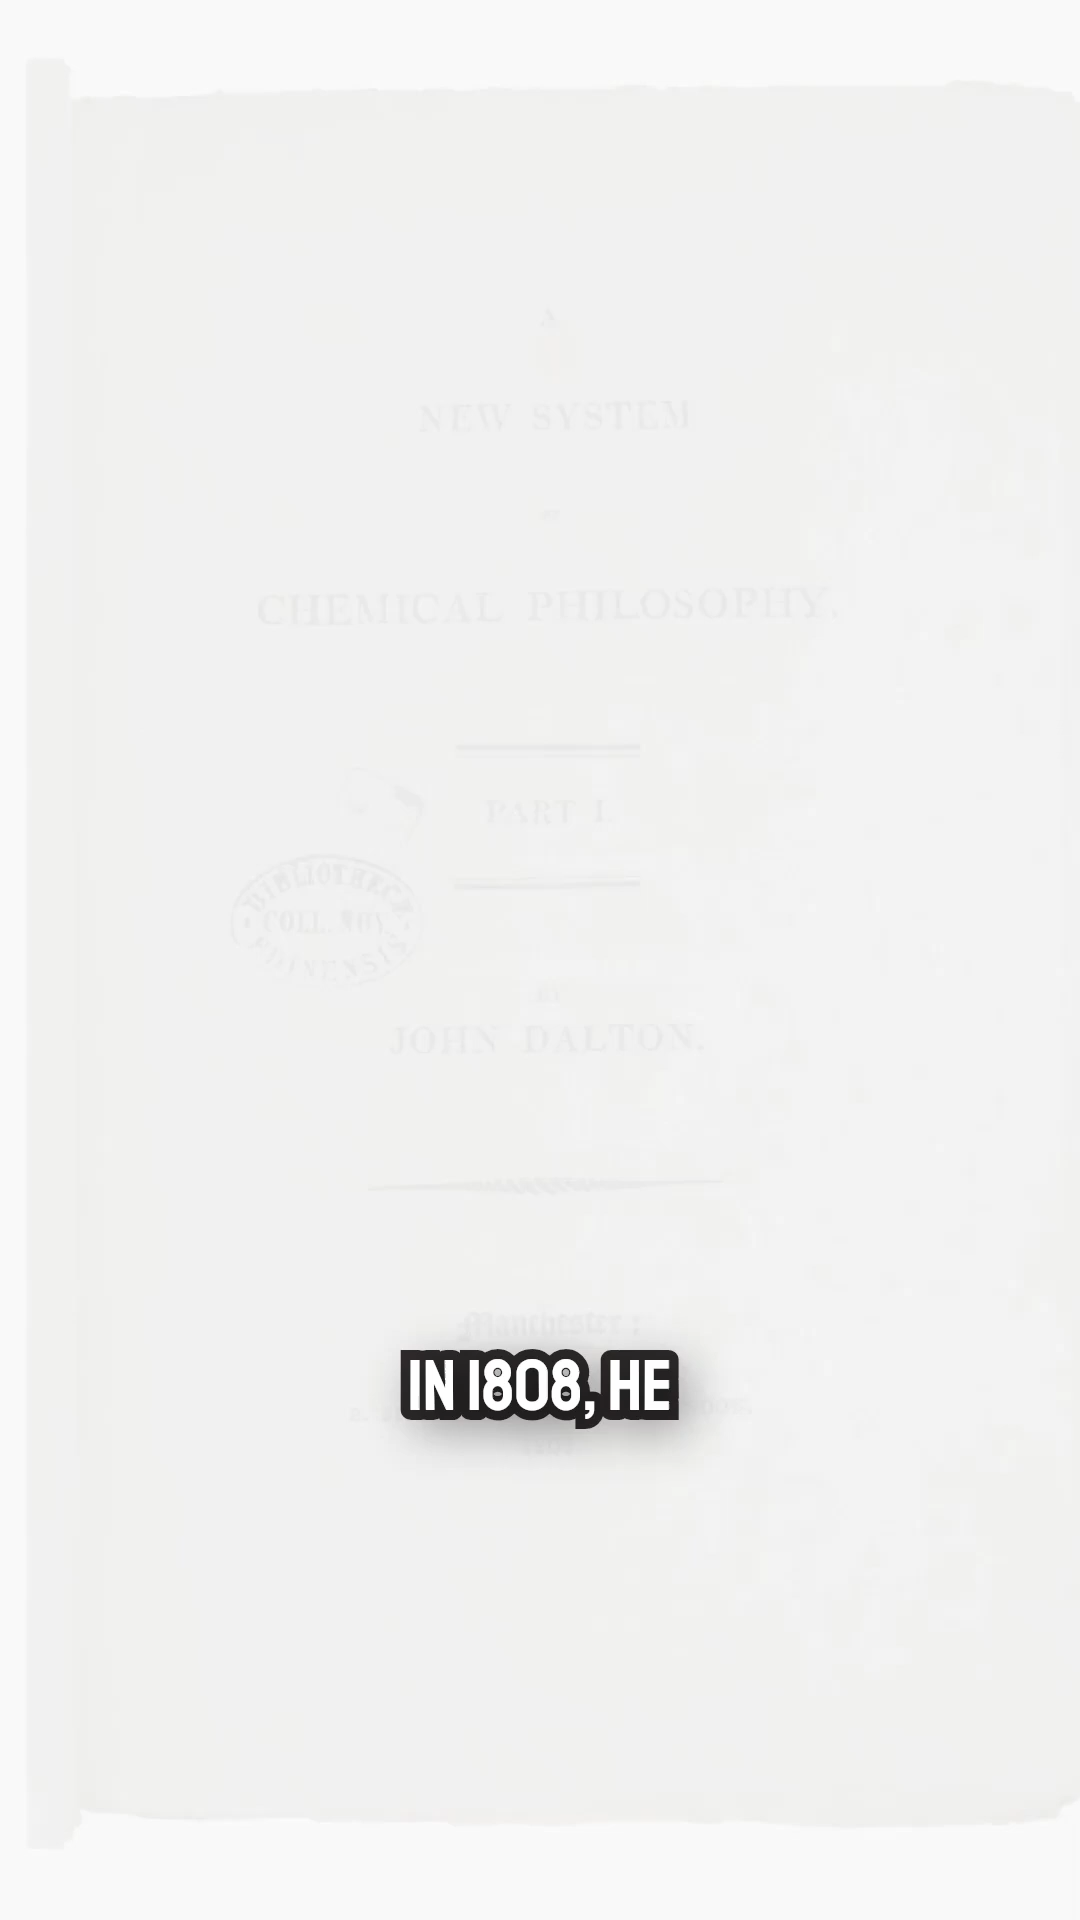 A
NEW SYSTEM
OF
CHEMICAL PHILOSOPHY.
PART I.
BIBLIOTHECA
COLL. NOV.
BY
JOHN DALTON.
Manchester :
IN 1808, HE